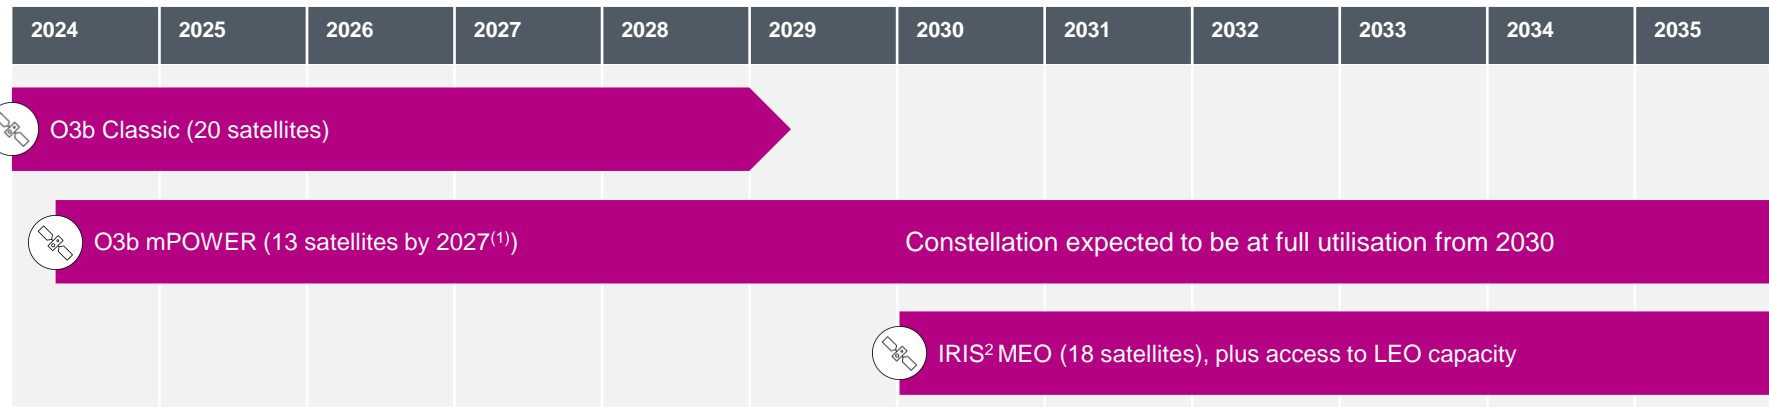 2024 2025 2026 2027 2028 2029 2030 2031 2032 2033 2034 2035
O3b Classic (20 satellites)
O3b mPOWER (13 satellites by 2027⁽¹⁾) Constellation expected to be at full utilisation from 2030
IRIS² MEO (18 satellites), plus access to LEO capacity